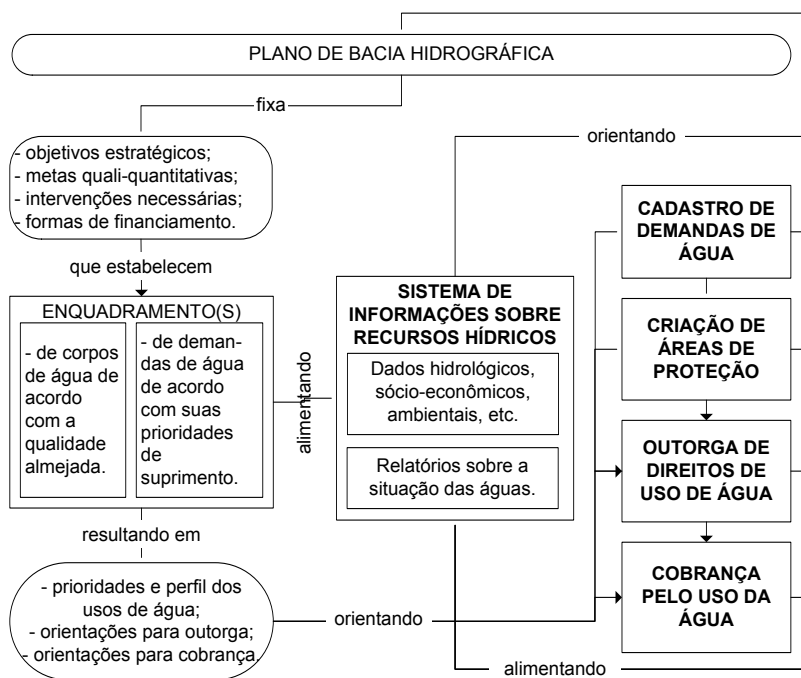 PLANO DE BACIA HIDROGRÁFICA
fixa
- objetivos estratégicos;
- metas quali-quantitativas;
- intervenções necessárias;
- formas de financiamento.
que estabelecem
ENQUADRAMENTO(S)
- de corpos
de água de
acordo
com a
qualidade
almejada.
- de deman-
das de água
de acordo
com suas
prioridades
de
suprimento.
resultando em
- prioridades e perfil dos
usos de água;
- orientações para outorga;
- orientações para cobrança.
alimentando
SISTEMA DE
INFORMAÇÕES SOBRE
RECURSOS HÍDRICOS
Dados hidrológicos,
sócio-econômicos,
ambientais, etc.
Relatórios sobre a
situação das águas.
orientando
orientando
CADASTRO DE
DEMANDAS DE
ÁGUA
CRIAÇÃO DE
ÁREAS DE
PROTEÇÃO
OUTORGA DE
DIREITOS DE
USO DE ÁGUA
COBRANÇA
PELO USO DA
ÁGUA
alimentando